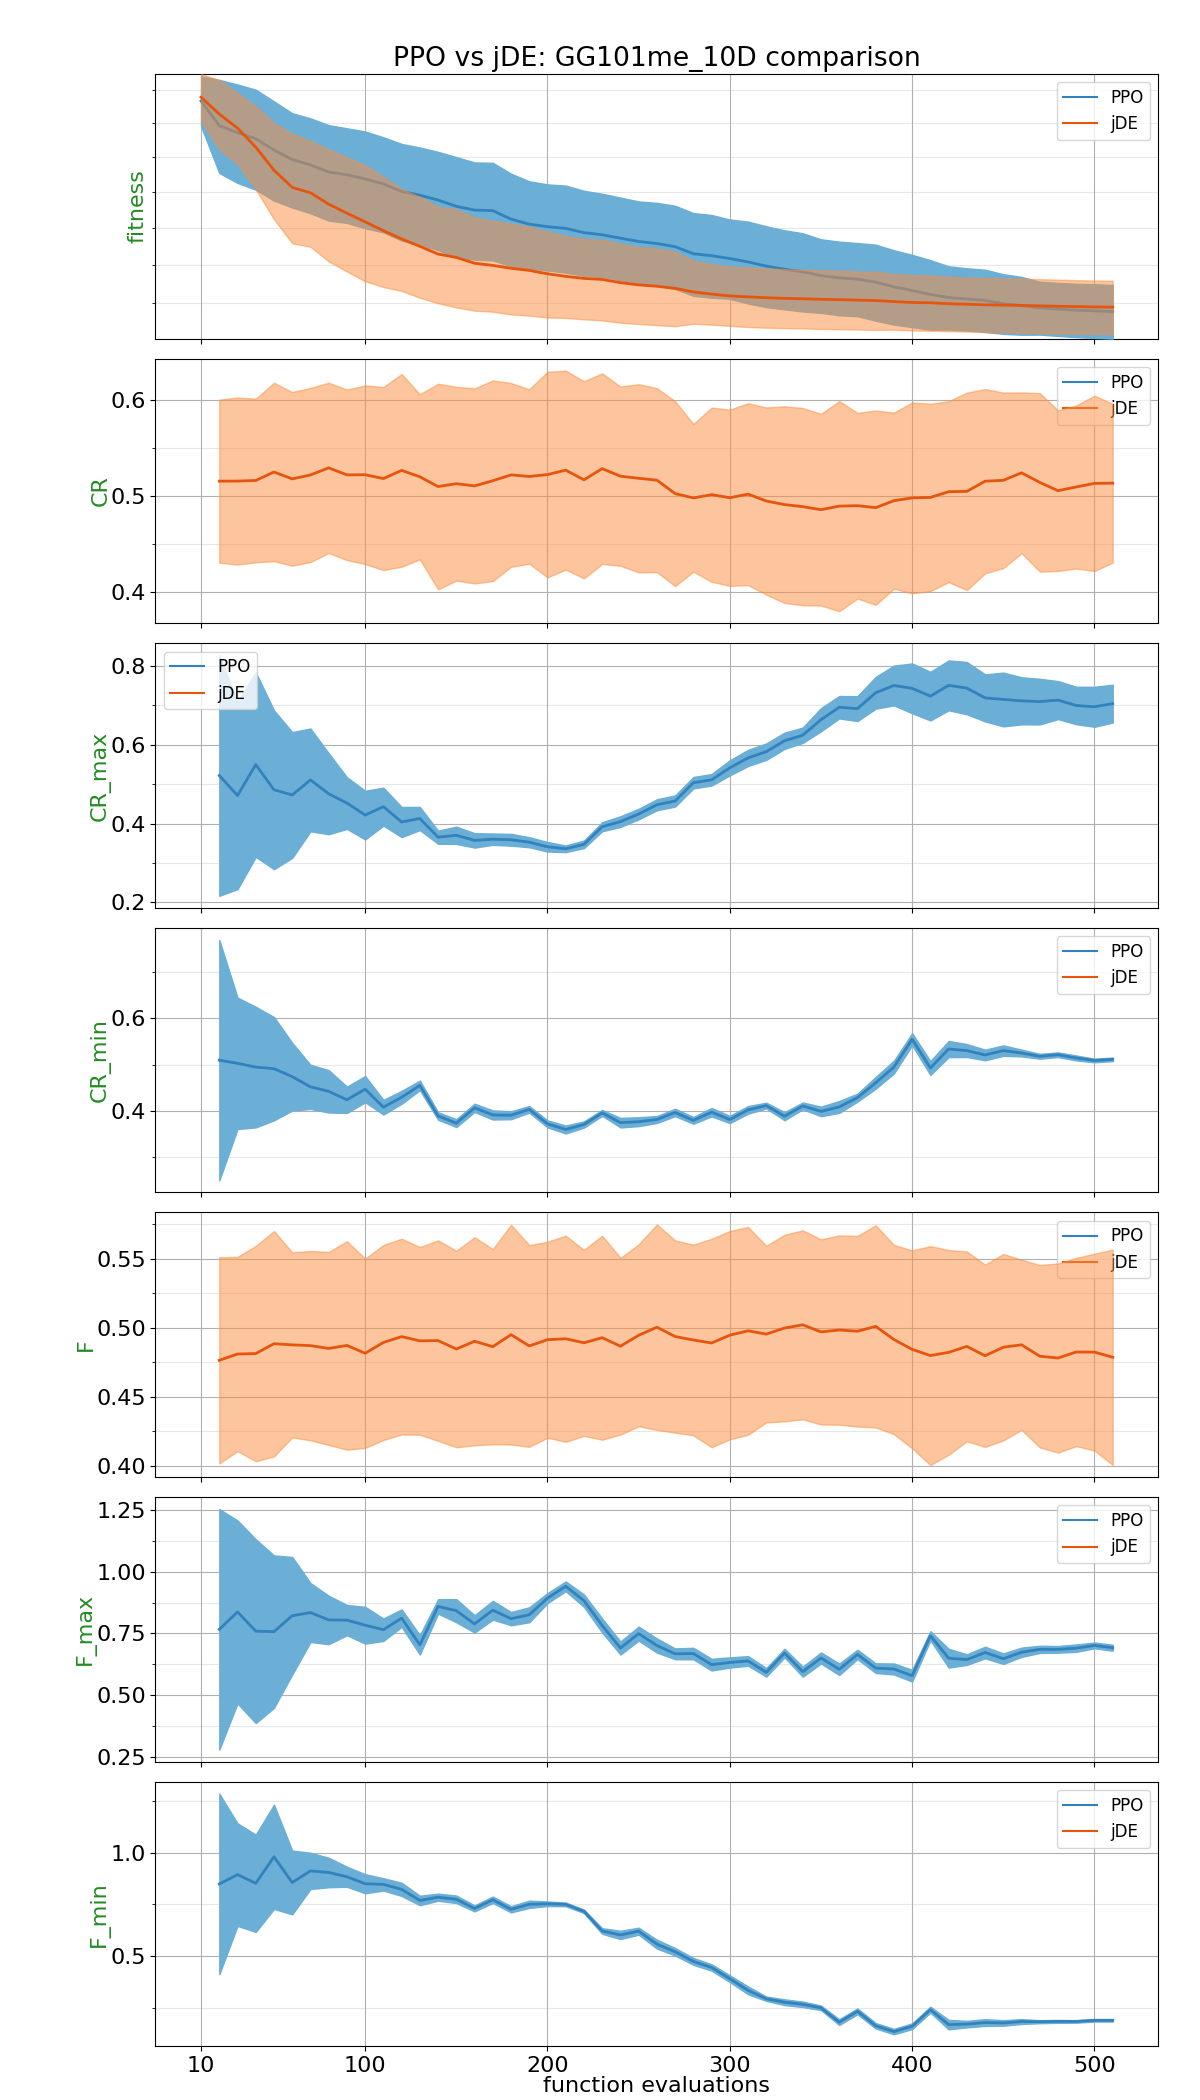 PPO vs jDE: GG101me_10D comparison
fitness
PPO
jDE
CR
0.6
0.5
0.4
PPO
jDE
CR_max
0.8
0.6
0.4
0.2
PPO
jDE
CR_min
0.6
0.4
PPO
jDE
F
0.55
0.50
0.45
0.40
PPO
jDE
F_max
1.25
1.00
0.75
0.50
0.25
PPO
jDE
F_min
1.0
0.5
PPO
jDE
10 100 200 300 400 500
function evaluations